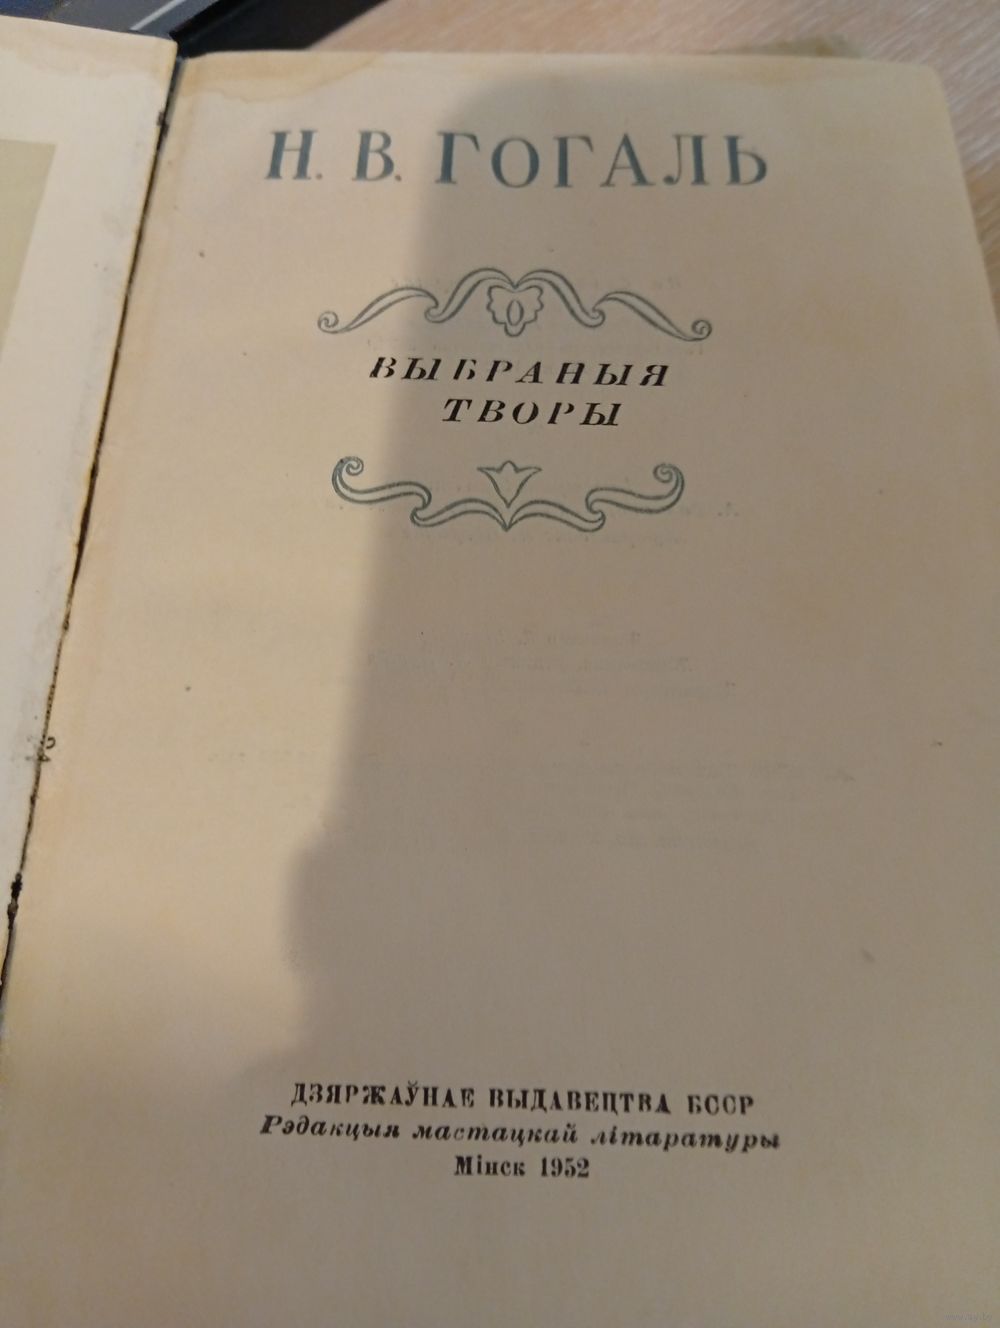 Н. В. ГОГАЛЬ
ВЫБРАНЫЯ
ТВОРЫ
ДЗЯРЖАЎНАЕ ВЫДАВЕЦТВА БССР
Рэдакцыя мастацкай літаратуры
Мінск 1952